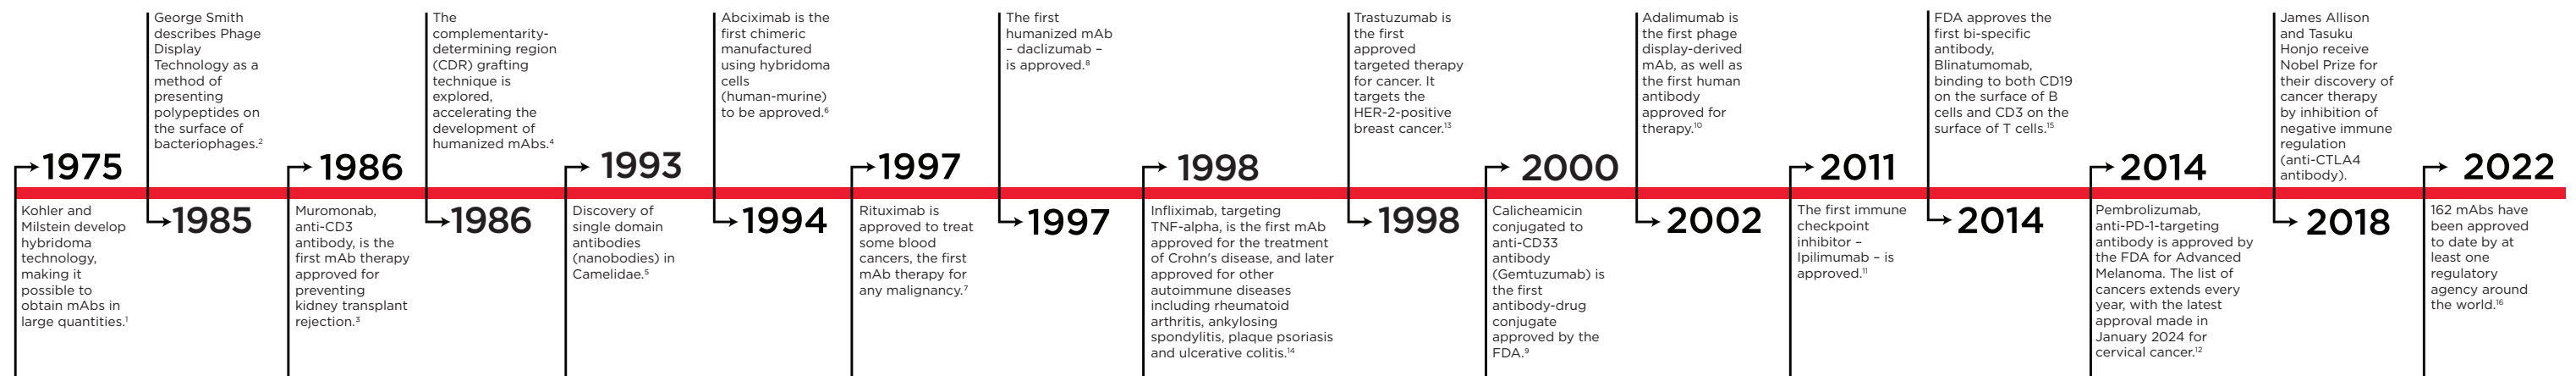 1975
Kohler and
Milstein develop
hybridoma
technology,
making it
possible to
obtain mAbs in
large quantities.¹
George Smith
describes Phage
Display
Technology as a
method of
presenting
polypeptides on
the surface of
bacteriophages.²
1985
1986
Muromonab,
anti-CD3
antibody, is the
first mAb therapy
approved for
preventing
kidney transplant
rejection.³
The
complementarity-
determining region
(CDR) grafting
technique is
explored,
accelerating the
development of
humanized mAbs.⁴
1986
1993
Discovery of
single domain
antibodies
(nanobodies) in
Camelidae.⁵
Abciximab is the
first chimeric
manufactured
using hybridoma
cells
(human-murine)
to be approved.⁶
1994
1997
Rituximab is
approved to treat
some blood
cancers, the first
mAb therapy for
any malignancy.⁷
The first
humanized mAb
– daclizumab –
is approved.⁸
1997
1998
Infliximab, targeting
TNF-alpha, is the first mAb
approved for the treatment
of Crohn's disease, and later
approved for other
autoimmune diseases
including rheumatoid
arthritis, ankylosing
spondylitis, plaque psoriasis
and ulcerative colitis.¹⁴
Trastuzumab is
the first
approved
targeted therapy
for cancer. It
targets the
HER-2-positive
breast cancer.¹³
1998
2000
Calicheamicin
conjugated to
anti-CD33
antibody
(Gemtuzumab) is
the first
antibody-drug
conjugate
approved by the
FDA.⁹
Adalimumab is
the first phage
display-derived
mAb, as well as
the first human
antibody
approved for
therapy.¹⁰
2002
2011
The first immune
checkpoint
inhibitor –
Ipilimumab – is
approved.¹¹
FDA approves the
first bi-specific
antibody,
Blinatumomab,
binding to both CD19
on the surface of B
cells and CD3 on the
surface of T cells.¹⁵
2014
2014
Pembrolizumab,
anti-PD-1-targeting
antibody is approved by
the FDA for Advanced
Melanoma. The list of
cancers extends every
year, with the latest
approval made in
January 2024 for
cervical cancer.¹²
James Allison
and Tasuku
Honjo receive
Nobel Prize for
their discovery of
cancer therapy
by inhibition of
negative immune
regulation
(anti-CTLA4
antibody).
2018
2022
162 mAbs have
been approved
to date by at
least one
regulatory
agency around
the world.¹⁶